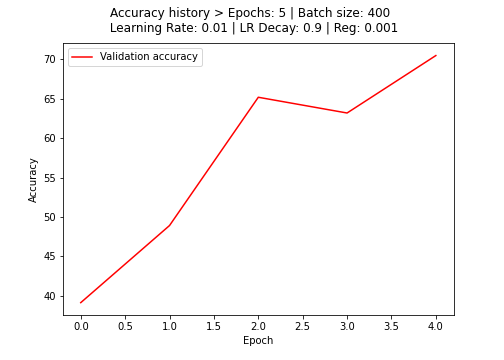 Accuracy history > Epochs: 5 | Batch size: 400
Learning Rate: 0.01 | LR Decay: 0.9 | Reg: 0.001
Validation accuracy
70
65
60
55
50
45
40
Accuracy
0.0 0.5 1.0 1.5 2.0 2.5 3.0 3.5 4.0
Epoch